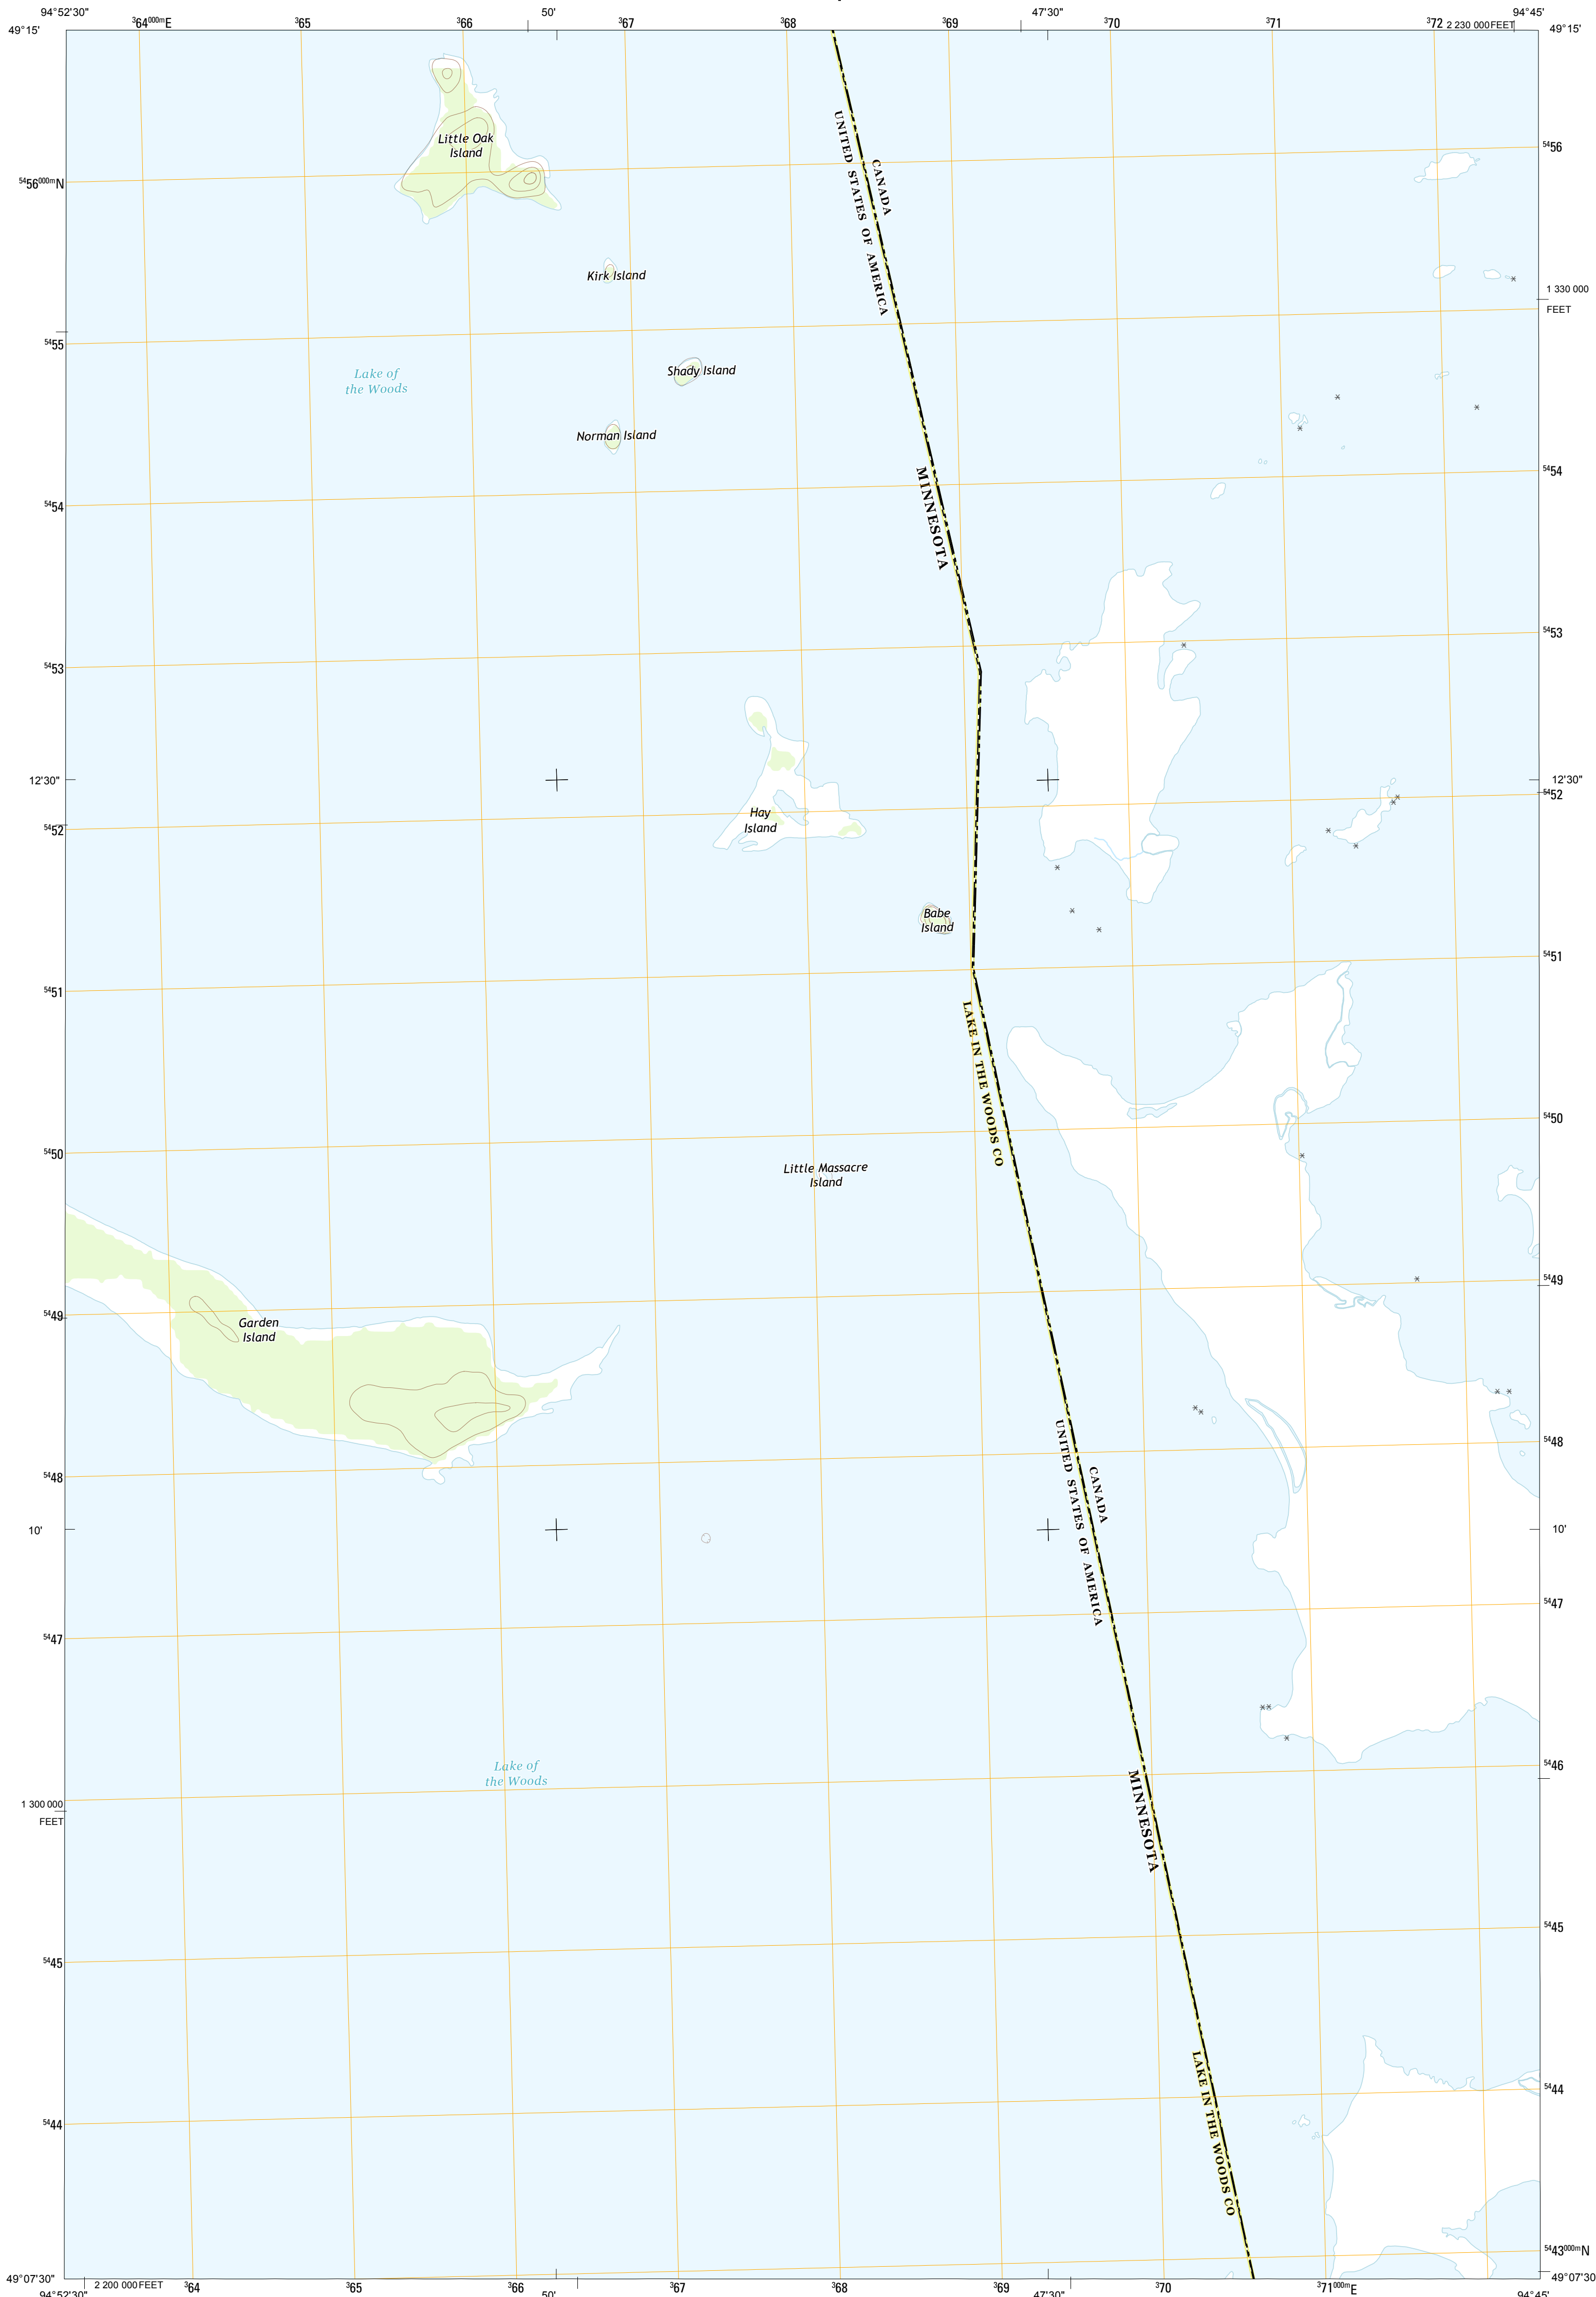 94°52'30" ³64⁰⁰⁰ᵐE ³65 ³66 50' ³67 ³68 ³69 47'30" ³70 ³71 ³72 2 230 000 FEET 94°45'
49°15' 49°15'
Little Oak
Island
⁵⁴56
⁵⁴56⁰⁰⁰ᵐN
CANADA
UNITED STATES OF AMERICA
Kirk Island
1 330 000
FEET
⁵⁴55
Lake of
the Woods
Shady Island
Norman Island
⁵⁴54
⁵⁴54
MINNESOTA
⁵⁴53
⁵⁴53
12'30" 12'30"
⁵⁴52
⁵⁴52
Hay
Island
Babe
Island
⁵⁴51
⁵⁴51
LAKE IN THE WOODS CO
⁵⁴50
⁵⁴50
Little Massacre
Island
⁵⁴49
⁵⁴49
Garden
Island
⁵⁴48
⁵⁴48
CANADA
UNITED STATES OF AMERICA
10' 10'
⁵⁴47
⁵⁴47
⁵⁴46
Lake of
the Woods
1 300 000
FEET
MINNESOTA
⁵⁴45
⁵⁴45
⁵⁴44
⁵⁴44
LAKE IN THE WOODS CO
⁵⁴43⁰⁰⁰ᵐN
49°07'30" 49°07'30
2 200 000 FEET ³64 ³65 ³66 ³67 ³68 ³69 ³70 ³71⁰⁰⁰ᵐE
94°52'30" 50' 47'30" 94°45'